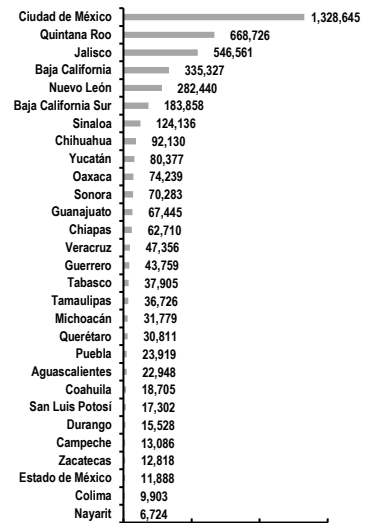 Ciudad de México 1,328,645
Quintana Roo 668,726
Jalisco 546,561
Baja California 335,327
Nuevo León 282,440
Baja California Sur 183,858
Sinaloa 124,136
Chihuahua 92,130
Yucatán 80,377
Oaxaca 74,239
Sonora 70,283
Guanajuato 67,445
Chiapas 62,710
Veracruz 47,356
Guerrero 43,759
Tabasco 37,905
Tamaulipas 36,726
Michoacán 31,779
Querétaro 30,811
Puebla 23,919
Aguascalientes 22,948
Coahuila 18,705
San Luis Potosí 17,302
Durango 15,528
Campeche 13,086
Zacatecas 12,818
Estado de México 11,888
Colima 9,903
Nayarit 6,724